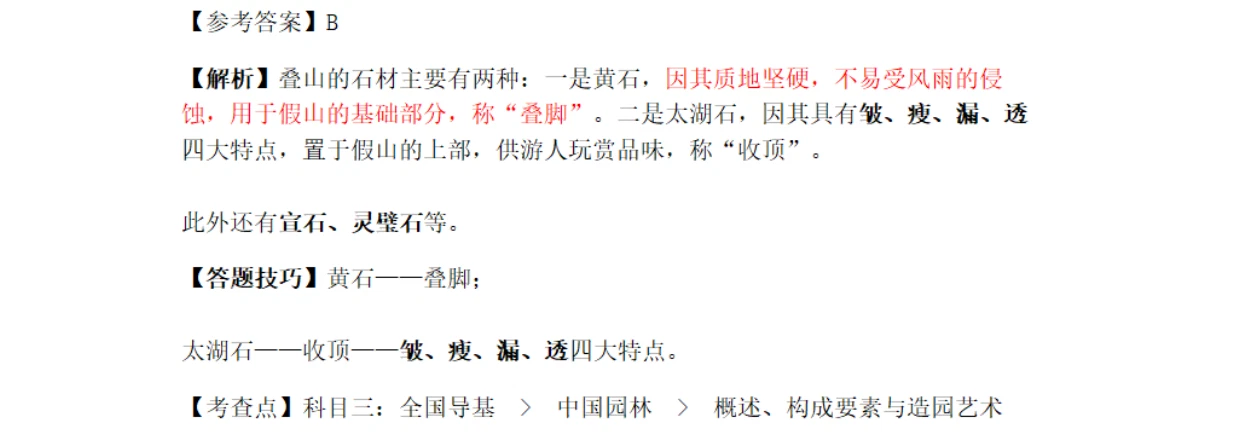 【参考答案】B
【解析】叠山的石材主要有两种：一是黄石，因其质地坚硬，不易受风雨的侵
蚀，用于假山的基础部分，称“叠脚”。二是太湖石，因其具有皱、瘦、漏、透
四大特点，置于假山的上部，供游人玩赏品味，称“收顶”。
此外还有宣石、灵璧石等。
【答题技巧】黄石——叠脚；
太湖石——收顶——皱、瘦、漏、透四大特点。
【考查点】科目三：全国导基 > 中国园林 > 概述、构成要素与造园艺术